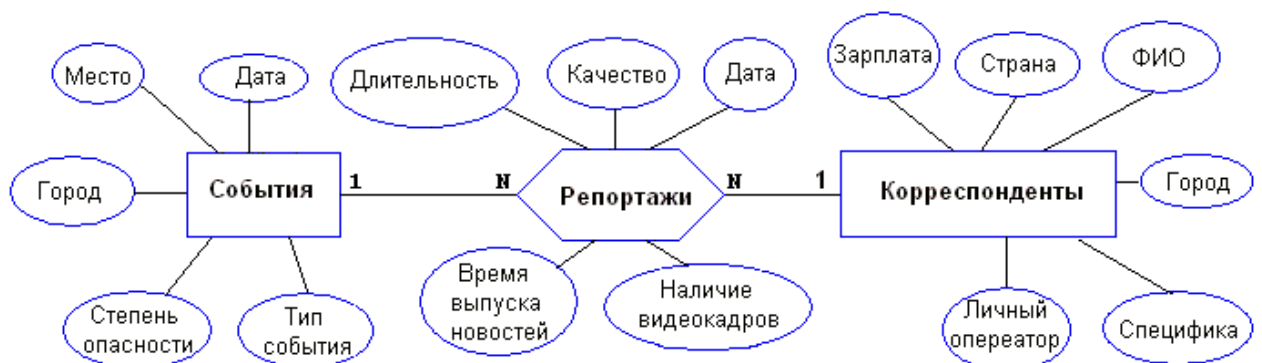 Место
Дата
Длительность
Качество
Дата
Зарплата
Страна
ФИО
Город
События
1
N
Репортажи
N
1
Корреспонденты
Город
Степень
опасности
Тип
события
Время
выпуска
новостей
Наличие
видеокадров
Личный
опереатор
Специфика